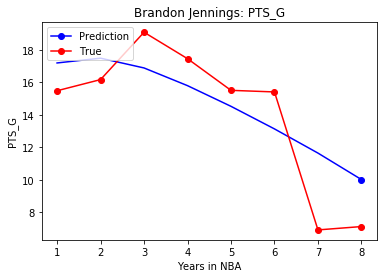 Brandon Jennings: PTS_G
Prediction
True
PTS_G
18
16
14
12
10
8
1 2 3 4 5 6 7 8
Years in NBA